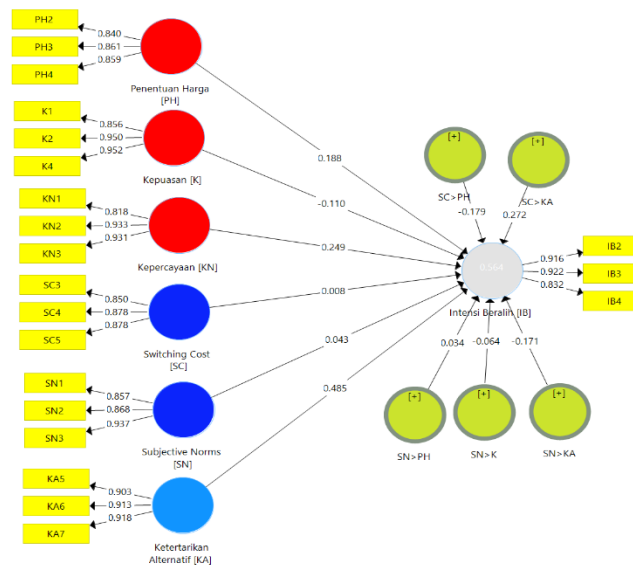 PH2
0.840
PH3
0.861
PH4
0.859
Penentuan Harga
[PH]
K1
0.856
K2
0.950
K4
0.952
Kepuasan [K]
KN1
0.818
KN2
0.933
KN3
0.931
Kepercayaan [KN]
SC3
0.850
SC4
0.878
SC5
0.878
Switching Cost
[SC]
SN1
0.857
SN2
0.868
SN3
0.937
Subjective Norms
[SN]
KA5
0.903
KA6
0.913
KA7
0.918
Ketertarikan
Alternatif [KA]
0.188
-0.110
0.249
0.008
0.043
0.485
[+]
SC>PH
-0.179
[+]
SC>KA
0.272
0.564
Intensi Beralih [IB]
0.916
IB2
0.922
IB3
0.832
IB4
0.034
-0.064
-0.171
[+]
SN>PH
[+]
SN>K
[+]
SN>KA